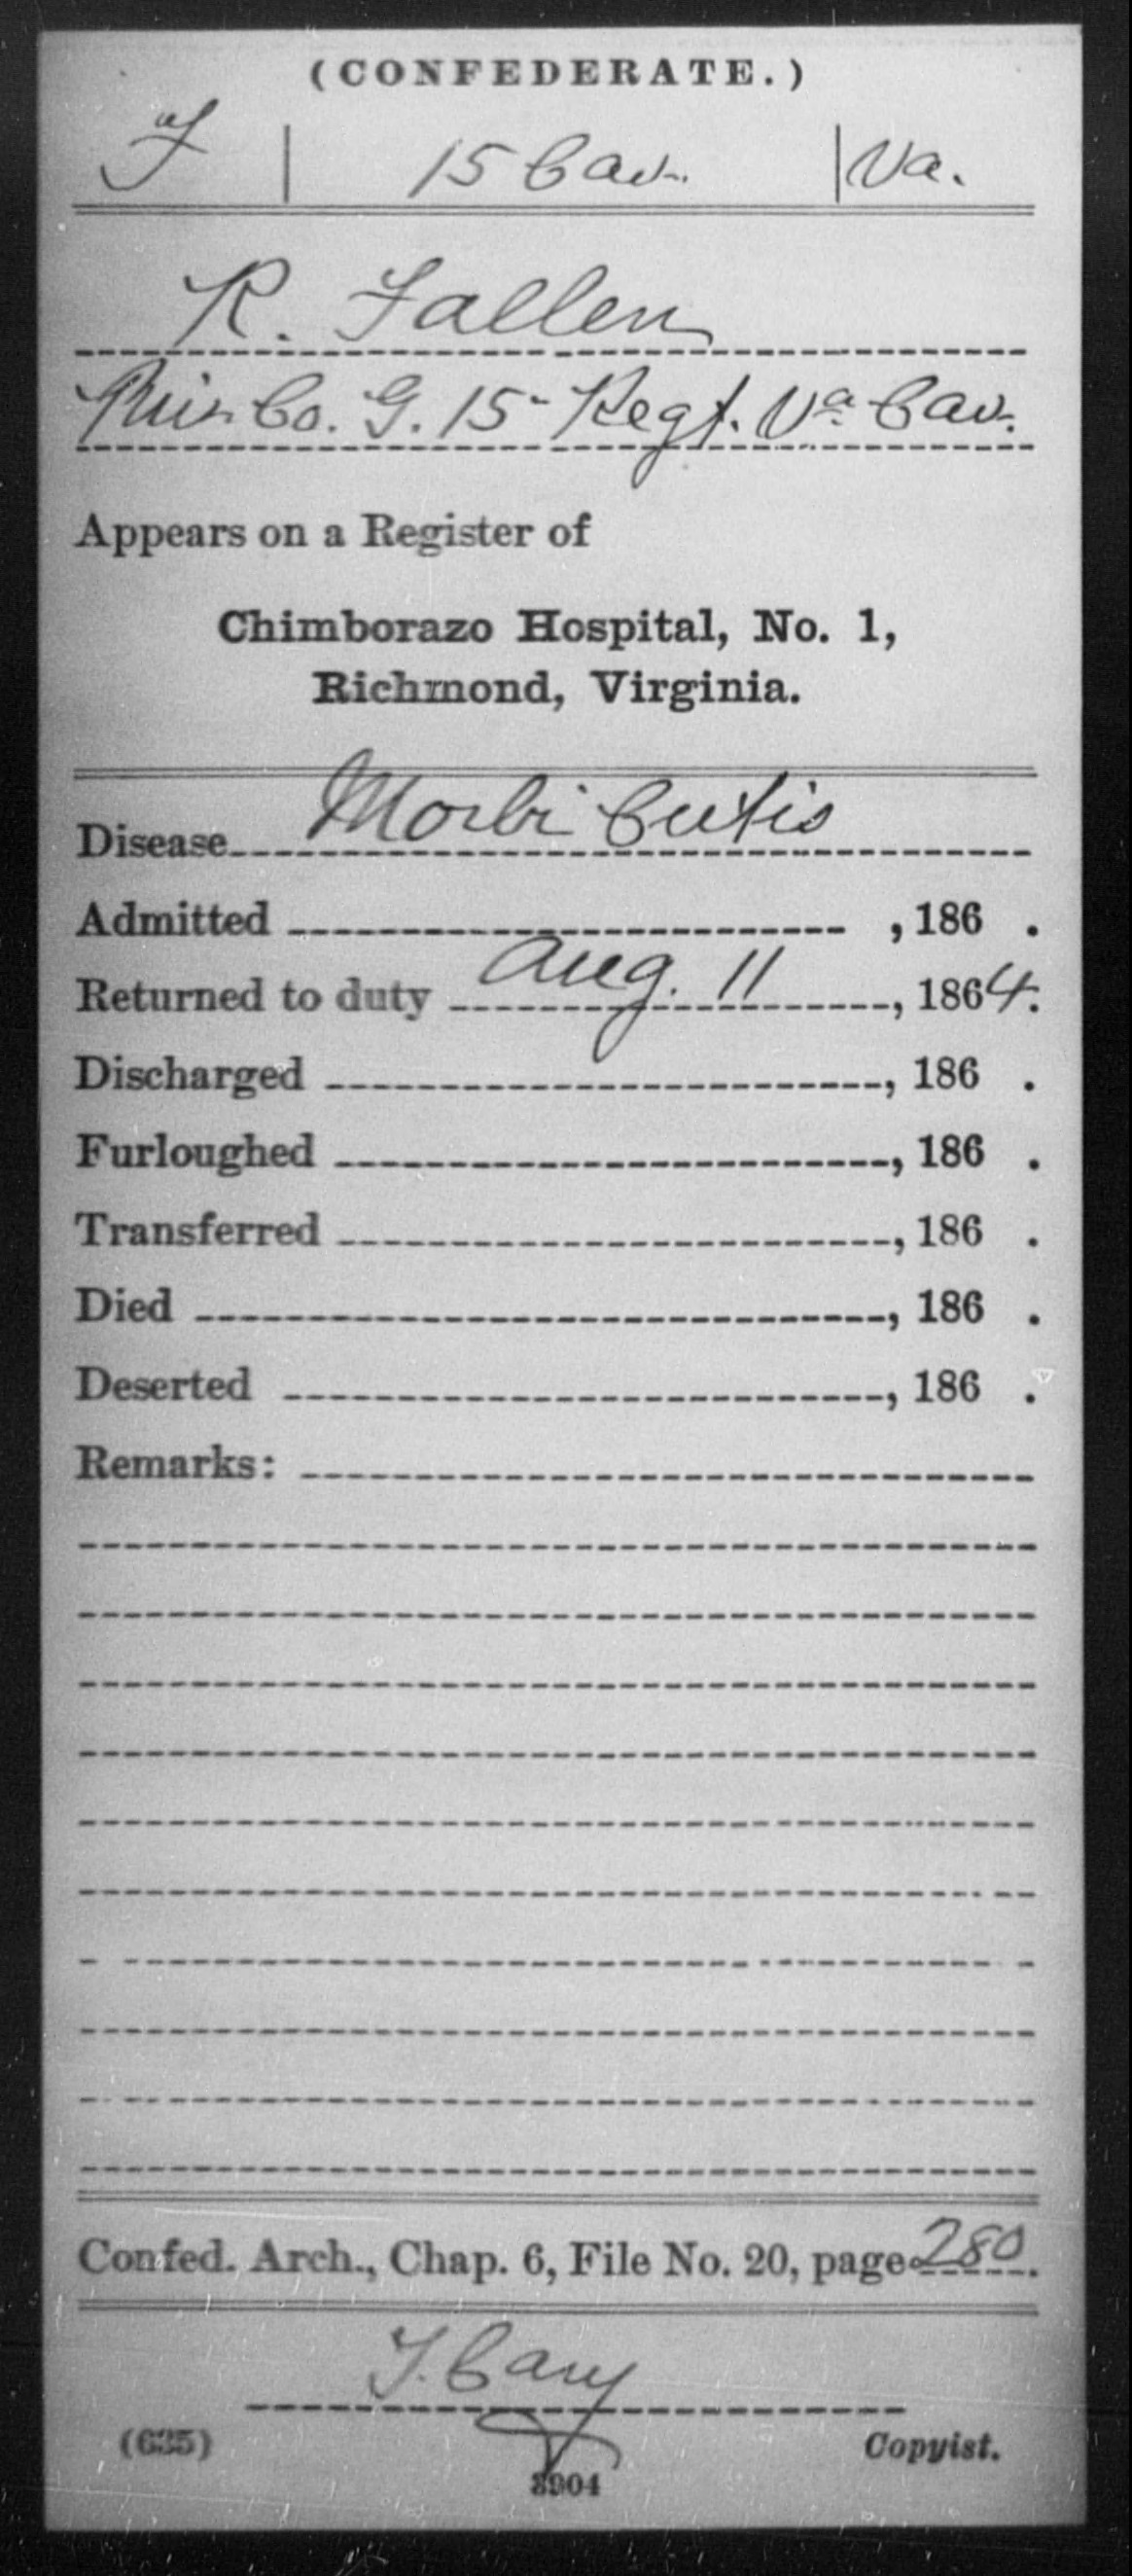 (CONFEDERATE.)
F | 15 Cav. | Va.
R. Fallen
Co. G. 15 Regt. Va. Cav.
Appears on a Register of
Chimborazo Hospital, No. 1,
Richmond, Virginia.
Disease Morbi Cutis
Admitted , 186 .
Returned to duty Aug. 11, 1864.
Discharged , 186 .
Furloughed , 186 .
Transferred , 186 .
Died , 186 .
Deserted , 186 .
Remarks:
Confed. Arch., Chap. 6, File No. 20, page 280.
Cary
(635) Copyist.
3904